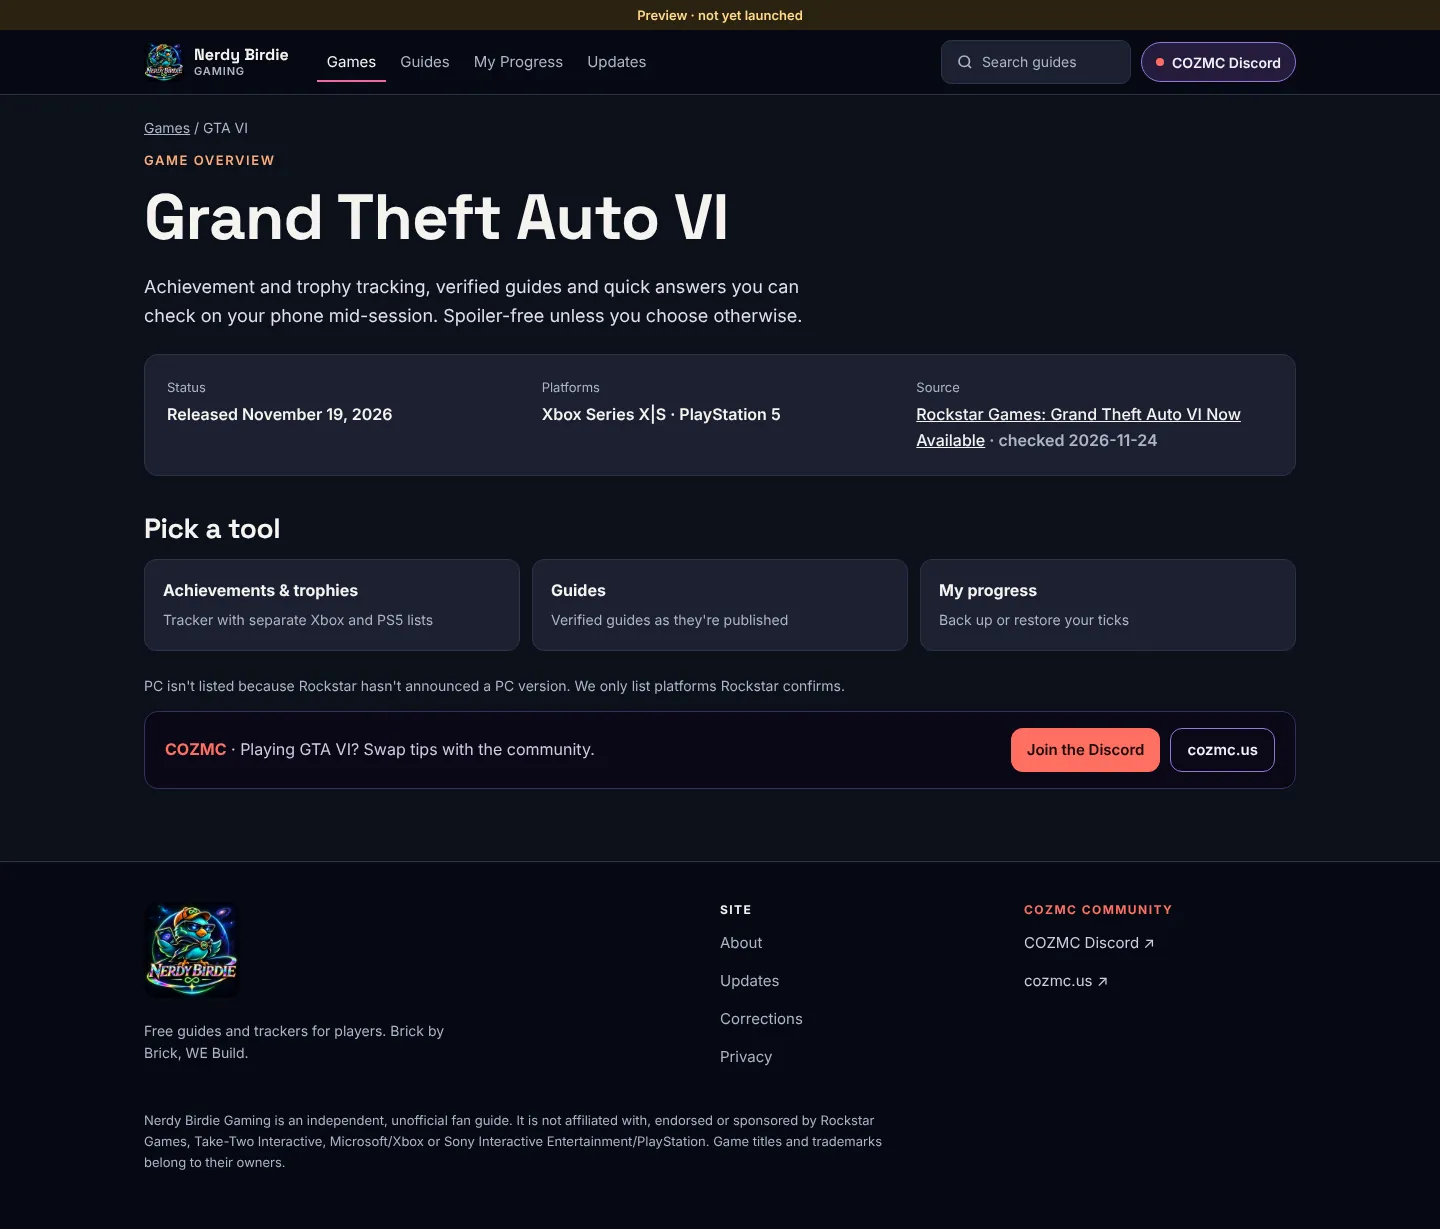 Preview · not yet launched
Nerdy Birdie
GAMING
Games
Guides
My Progress
Updates
Search guides
COZMC Discord
Games / GTA VI
GAME OVERVIEW
Grand Theft Auto VI
Achievement and trophy tracking, verified guides and quick answers you can
check on your phone mid-session. Spoiler-free unless you choose otherwise.
Status
Released November 19, 2026
Platforms
Xbox Series X|S · PlayStation 5
Source
Rockstar Games: Grand Theft Auto VI Now
Available · checked 2026-11-24
Pick a tool
Achievements & trophies
Tracker with separate Xbox and PS5 lists
Guides
Verified guides as they're published
My progress
Back up or restore your ticks
PC isn't listed because Rockstar hasn't announced a PC version. We only list platforms Rockstar confirms.
COZMC · Playing GTA VI? Swap tips with the community.
Join the Discord
cozmc.us
NERDY BIRDIE
Free guides and trackers for players. Brick by
Brick, WE Build.
SITE
About
Updates
Corrections
Privacy
COZMC COMMUNITY
COZMC Discord ↗
cozmc.us ↗
Nerdy Birdie Gaming is an independent, unofficial fan guide. It is not affiliated with, endorsed or sponsored by Rockstar
Games, Take-Two Interactive, Microsoft/Xbox or Sony Interactive Entertainment/PlayStation. Game titles and trademarks
belong to their owners.